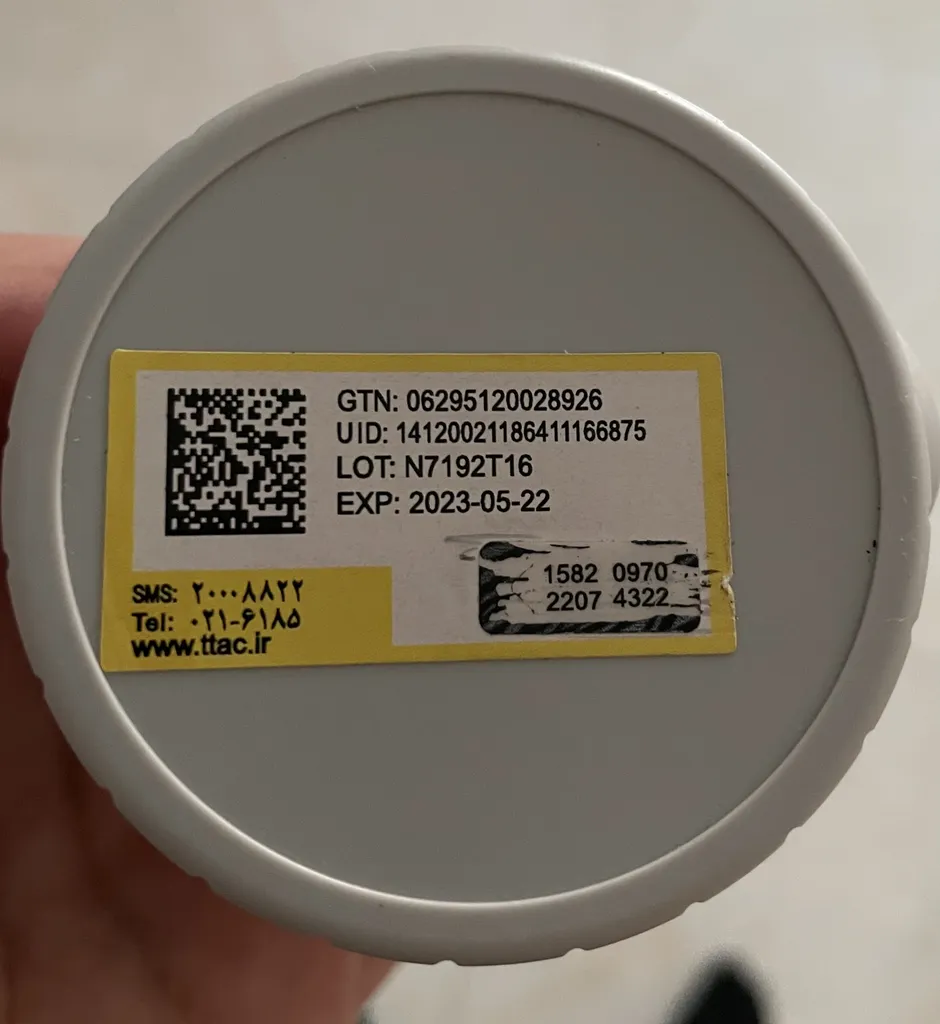 GTN: 06295120028926
UID: 14120021186411166875
LOT: N7192T16
EXP: 2023-05-22
1582 0970
2207 4322
SMS: ۲۰۰۰۸۸۲۲
Tel: ۰۲۱-۶۱۸۵
www.ttac.ir